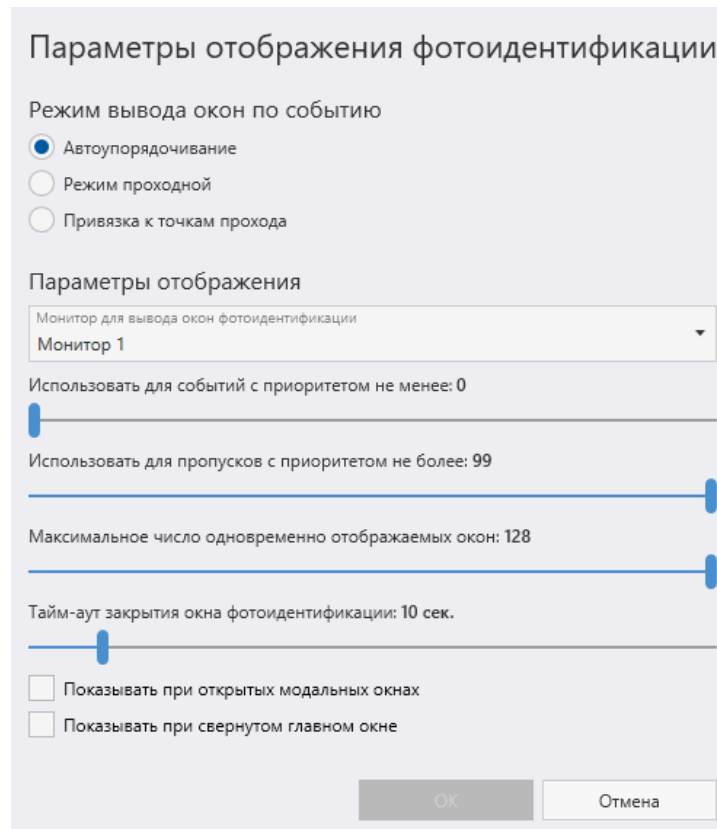 Параметры отображения фотоидентификации
Режим вывода окон по событию
Автоупорядочивание
Режим проходной
Привязка к точкам прохода
Параметры отображения
Монитор для вывода окон фотоидентификации
Монитор 1
Использовать для событий с приоритетом не менее: 0
Использовать для пропусков с приоритетом не более: 99
Максимальное число одновременно отображаемых окон: 128
Тайм-аут закрытия окна фотоидентификации: 10 сек.
Показывать при открытых модальных окнах
Показывать при свернутом главном окне
ОК Отмена